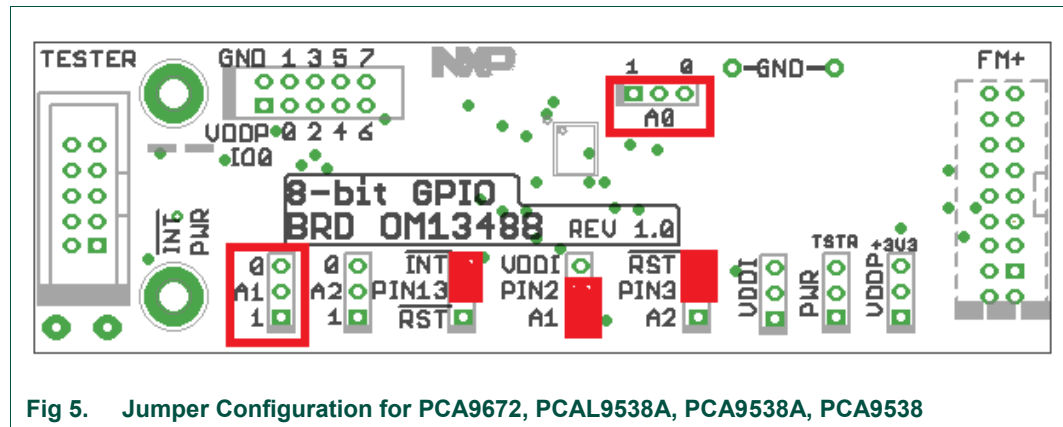 TESTER GND 1 3 5 7 NXP 1 0 GND FM+
A0
VDDP 0 2 4 6
IO0
8-bit GPIO
BRD OM13488 REV 1.0
INT PWR
0 0 INT VDDI RST
A1 A2 PIN13 PIN2 PIN3
1 1 RST A1 A2
VDDI
TSTR PWR
+3V3 VDDP
Fig 5. Jumper Configuration for PCA9672, PCAL9538A, PCA9538A, PCA9538